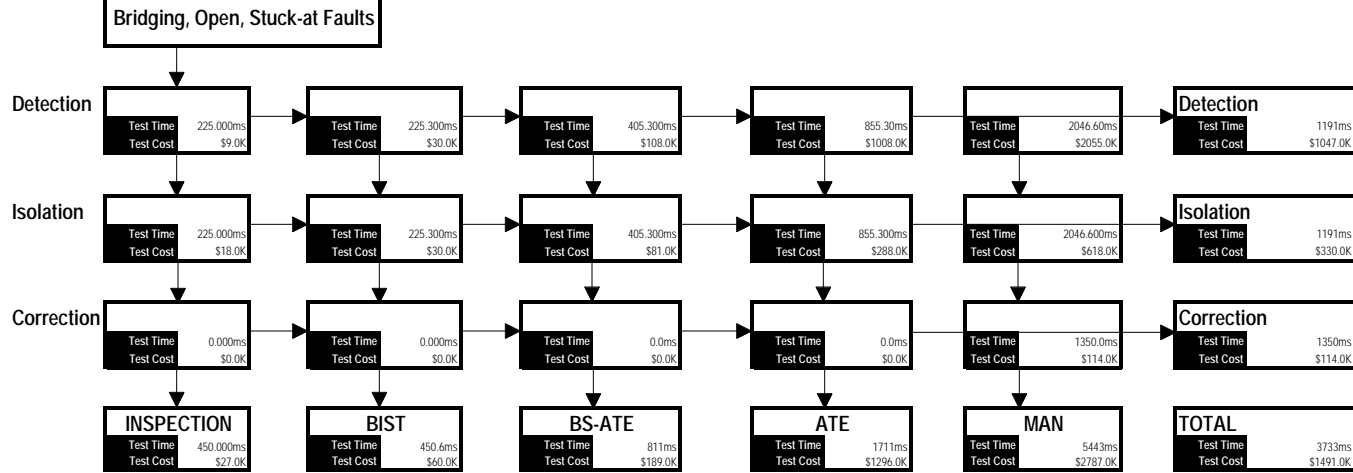 Bridging, Open, Stuck-at Faults
Detection
Test Time 225.000ms
Test Cost $9.0K
Test Time 225.300ms
Test Cost $30.0K
Test Time 405.300ms
Test Cost $108.0K
Test Time 855.30ms
Test Cost $1008.0K
Test Time 2046.60ms
Test Cost $2055.0K
Detection
Test Time 1191ms
Test Cost $1047.0K
Isolation
Test Time 225.000ms
Test Cost $18.0K
Test Time 225.300ms
Test Cost $30.0K
Test Time 405.300ms
Test Cost $81.0K
Test Time 855.300ms
Test Cost $288.0K
Test Time 2046.600ms
Test Cost $618.0K
Isolation
Test Time 1191ms
Test Cost $330.0K
Correction
Test Time 0.000ms
Test Cost $0.0K
Test Time 0.000ms
Test Cost $0.0K
Test Time 0.0ms
Test Cost $0.0K
Test Time 0.0ms
Test Cost $0.0K
Test Time 1350.0ms
Test Cost $114.0K
Correction
Test Time 1350ms
Test Cost $114.0K
INSPECTION
Test Time 450.000ms
Test Cost $27.0K
BIST
Test Time 450.6ms
Test Cost $60.0K
BS-ATE
Test Time 811ms
Test Cost $189.0K
ATE
Test Time 1711ms
Test Cost $1296.0K
MAN
Test Time 5443ms
Test Cost $2787.0K
TOTAL
Test Time 3733ms
Test Cost $1491.0K